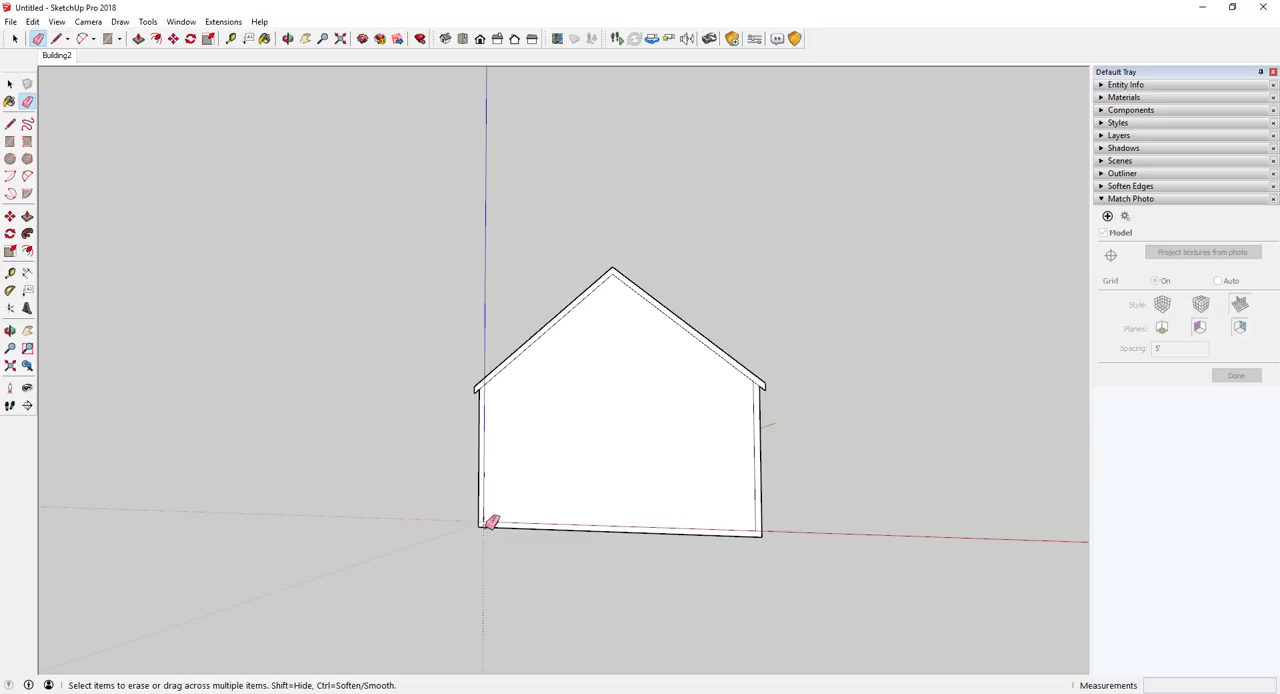 Untitled - SketchUp Pro 2018
File Edit View Camera Draw Tools Window Extensions Help
Building2
Default Tray
Entity Info
Materials
Components
Styles
Layers
Shadows
Scenes
Outliner
Soften Edges
Match Photo
Model
Project textures from photo
Grid On Auto
Style:
Planes:
Spacing: 5'
Done
Select items to erase or drag across multiple items. Shift=Hide, Ctrl=Soften/Smooth.
Measurements